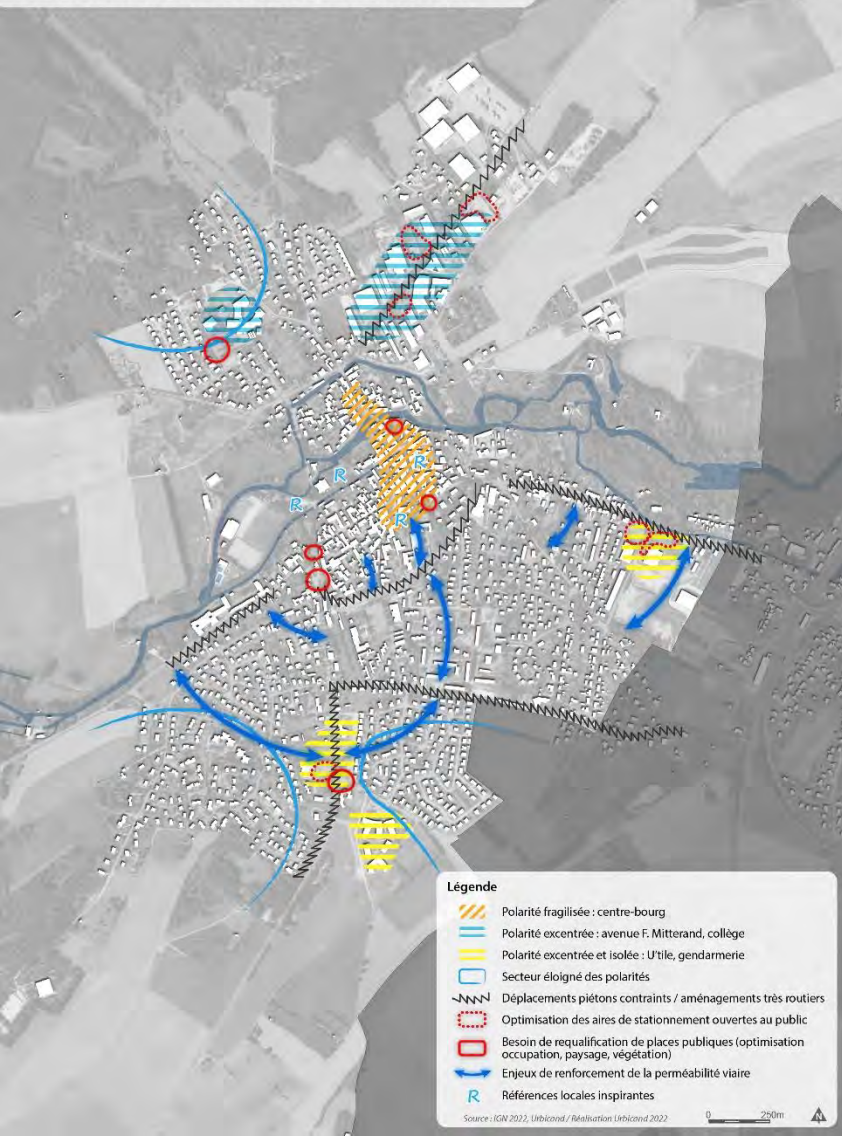 R
R
R
R
Légende
Polarité fragilisée : centre-bourg
Polarité excentrée : avenue F. Mitterand, collège
Polarité excentrée et isolée : U'tile, gendarmerie
Secteur éloigné des polarités
Déplacements piétons contraints / aménagements très routiers
Optimisation des aires de stationnement ouvertes au public
Besoin de requalification de places publiques (optimisation
occupation, paysage, végétation)
Enjeux de renforcement de la perméabilité viaire
R Références locales inspirantes
Source : IGN 2022, Urbicand / Réalisation Urbicand 2022
0 250m
N